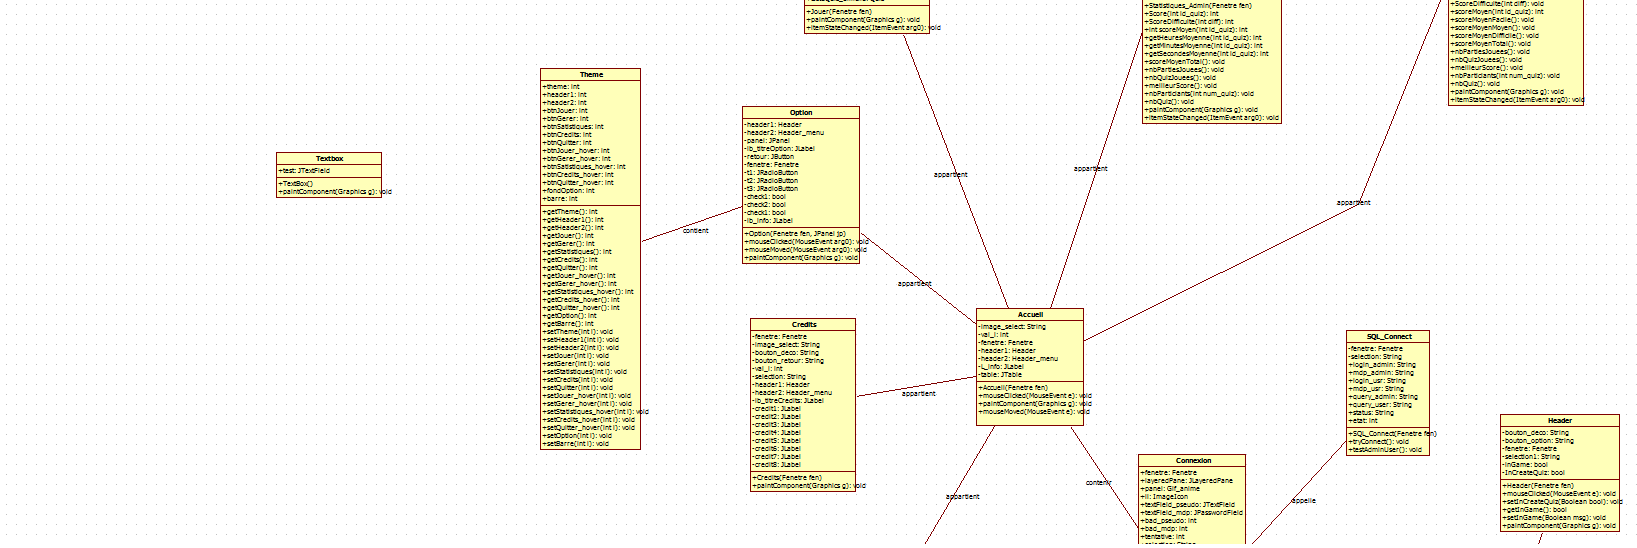 +Jouer(Fenetre fen)
+paintComponent(Graphics g): void
+itemStateChanged(ItemEvent arg0): void
+Statistiques_Admin(Fenetre fen)
+Score(int id_quiz): int
+ScoreDifficulte(int diff): int
+int scoreMoyen(int id_quiz): int
+getHeuresMoyenne(int id_quiz): int
+getMinutesMoyenne(int id_quiz): int
+getSecondesMoyenne(int id_quiz): int
+scoreMoyenTotal(): void
+nbPartiesJouees(): void
+nbQuizJouees(): void
+meilleurScore(): void
+nbParticiants(int num_quiz): void
+nbQuiz(): void
+paintComponent(Graphics g): void
+itemStateChanged(ItemEvent arg0): void
+ScoreDifficulte(int diff): void
+scoreMoyen(int id_quiz): int
+scoreMoyenFacile(): void
+scoreMoyenMoyen(): void
+scoreMoyenDifficile(): void
+scoreMoyenTotal(): void
+nbPartiesJouees(): void
+nbQuizJouees(): void
+meilleurScore(): void
+nbParticiants(int num_quiz): void
+nbQuiz(): void
+paintComponent(Graphics g): void
+itemStateChanged(ItemEvent arg0): void
Textbox
+test: JTextField
+TextBox()
+paintComponent(Graphics g): void
Theme
+theme: int
+header1: int
+header2: int
+btnJouer: int
+btnGerer: int
+btnSatistiques: int
+btnCredits: int
+btnQuitter: int
+btnJouer_hover: int
+btnGerer_hover: int
+btnSatistiques_hover: int
+btnCredits_hover: int
+btnQuitter_hover: int
+fondOption: int
+barre: int
+getTheme(): int
+getHeader1(): int
+getHeader2(): int
+getJouer(): int
+getGerer(): int
+getStatistiques(): int
+getCredits(): int
+getQuitter(): int
+getJouer_hover(): int
+getGerer_hover(): int
+getStatistiques_hover(): int
+getCredits_hover(): int
+getQuitter_hover(): int
+getOption(): int
+getBarre(): int
+setTheme(int i): void
+setHeader1(int i): void
+setHeader2(int i): void
+setJouer(int i): void
+setGerer(int i): void
+setStatistiques(int i): void
+setCredits(int i): void
+setQuitter(int i): void
+setJouer_hover(int i): void
+setGerer_hover(int i): void
+setStatistiques_hover(int i): void
+setCredits_hover(int i): void
+setQuitter_hover(int i): void
+setOption(int i): void
+setBarre(int i): void
contient
Option
-header1: Header
-header2: Header_menu
-panel: JPanel
-lb_titreOption: JLabel
-retour: JButton
-fenetre: Fenetre
-t1: JRadioButton
-t2: JRadioButton
-t3: JRadioButton
-check1: bool
-check2: bool
-check1: bool
-lb_info: JLabel
+Option(Fenetre fen, JPanel jp)
+mouseClicked(MouseEvent arg0): void
+mouseMoved(MouseEvent arg0): void
+paintComponent(Graphics g): void
appartient
appartient
appartient
appartient
Credits
-fenetre: Fenetre
-image_select: String
-bouton_deco: String
-bouton_retour: String
-val_i: int
-selection: String
-header1: Header
-header2: Header_menu
-lb_titreCredits: JLabel
-credit1: JLabel
-credit2: JLabel
-credit3: JLabel
-credit4: JLabel
-credit5: JLabel
-credit6: JLabel
-credit7: JLabel
-credit8: JLabel
+Credits(Fenetre fen)
+paintComponent(Graphics g): void
appartient
Accueil
-image_select: String
-val_i: int
-fenetre: Fenetre
-header1: Header
-header2: Header_menu
-L_info: JLabel
-table: JTable
+Accueil(Fenetre fen)
+mouseClicked(MouseEvent e): void
+paintComponent(Graphics g): void
+mouseMoved(MouseEvent e): void
appartient
contenir
Connexion
+fenetre: Fenetre
+layeredPane: JLayeredPane
+panel: Gif_anime
+ii: ImageIcon
+textField_pseudo: JTextField
+textField_mdp: JPasswordField
+bad_pseudo: int
+bad_mdp: int
+tentative: int
appelle
SQL_Connect
-fenetre: Fenetre
-selection: String
+login_admin: String
+mdp_admin: String
+login_usr: String
+mdp_usr: String
+query_admin: String
+query_user: String
+status: String
+etat: int
+SQL_Connect(Fenetre fen)
+tryConnect(): void
+testAdminUser(): void
Header
-bouton_deco: String
-bouton_option: String
-fenetre: Fenetre
-selection1: String
-inGame: bool
-InCreateQuiz: bool
+Header(Fenetre fen)
+mouseClicked(MouseEvent e): void
+setInCreateQuiz(Boolean bool): void
+getInGame(): bool
+setInGame(Boolean msg): void
+paintComponent(Graphics g): void